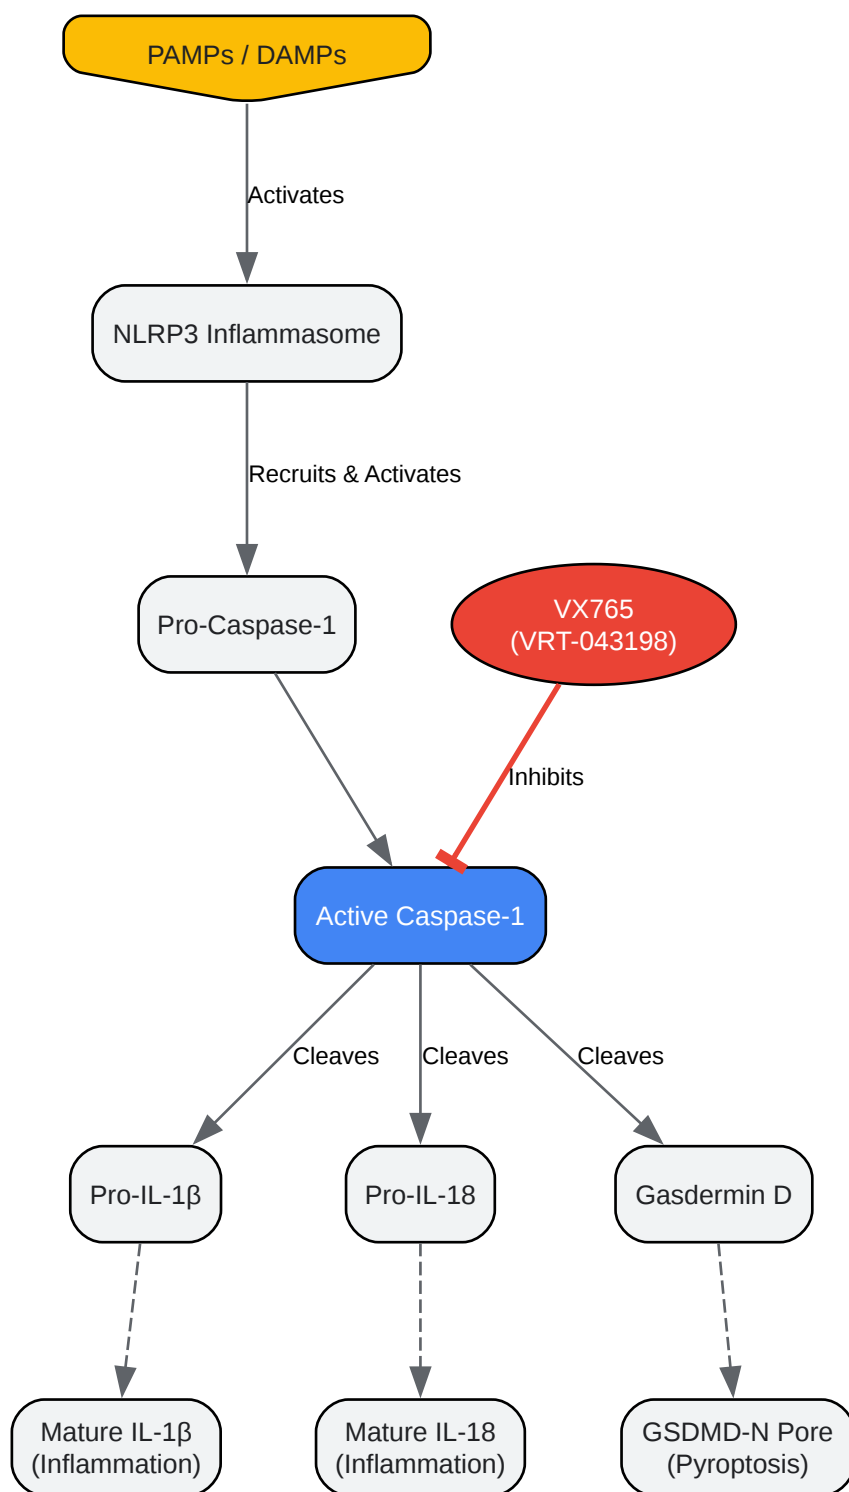 PAMPs / DAMPs
Activates
NLRP3 Inflammasome
Recruits & Activates
Pro-Caspase-1
VX765
(VRT-043198)
Inhibits
Active Caspase-1
Cleaves
Cleaves
Cleaves
Pro-IL-1β
Pro-IL-18
Gasdermin D
Mature IL-1β
(Inflammation)
Mature IL-18
(Inflammation)
GSDMD-N Pore
(Pyroptosis)